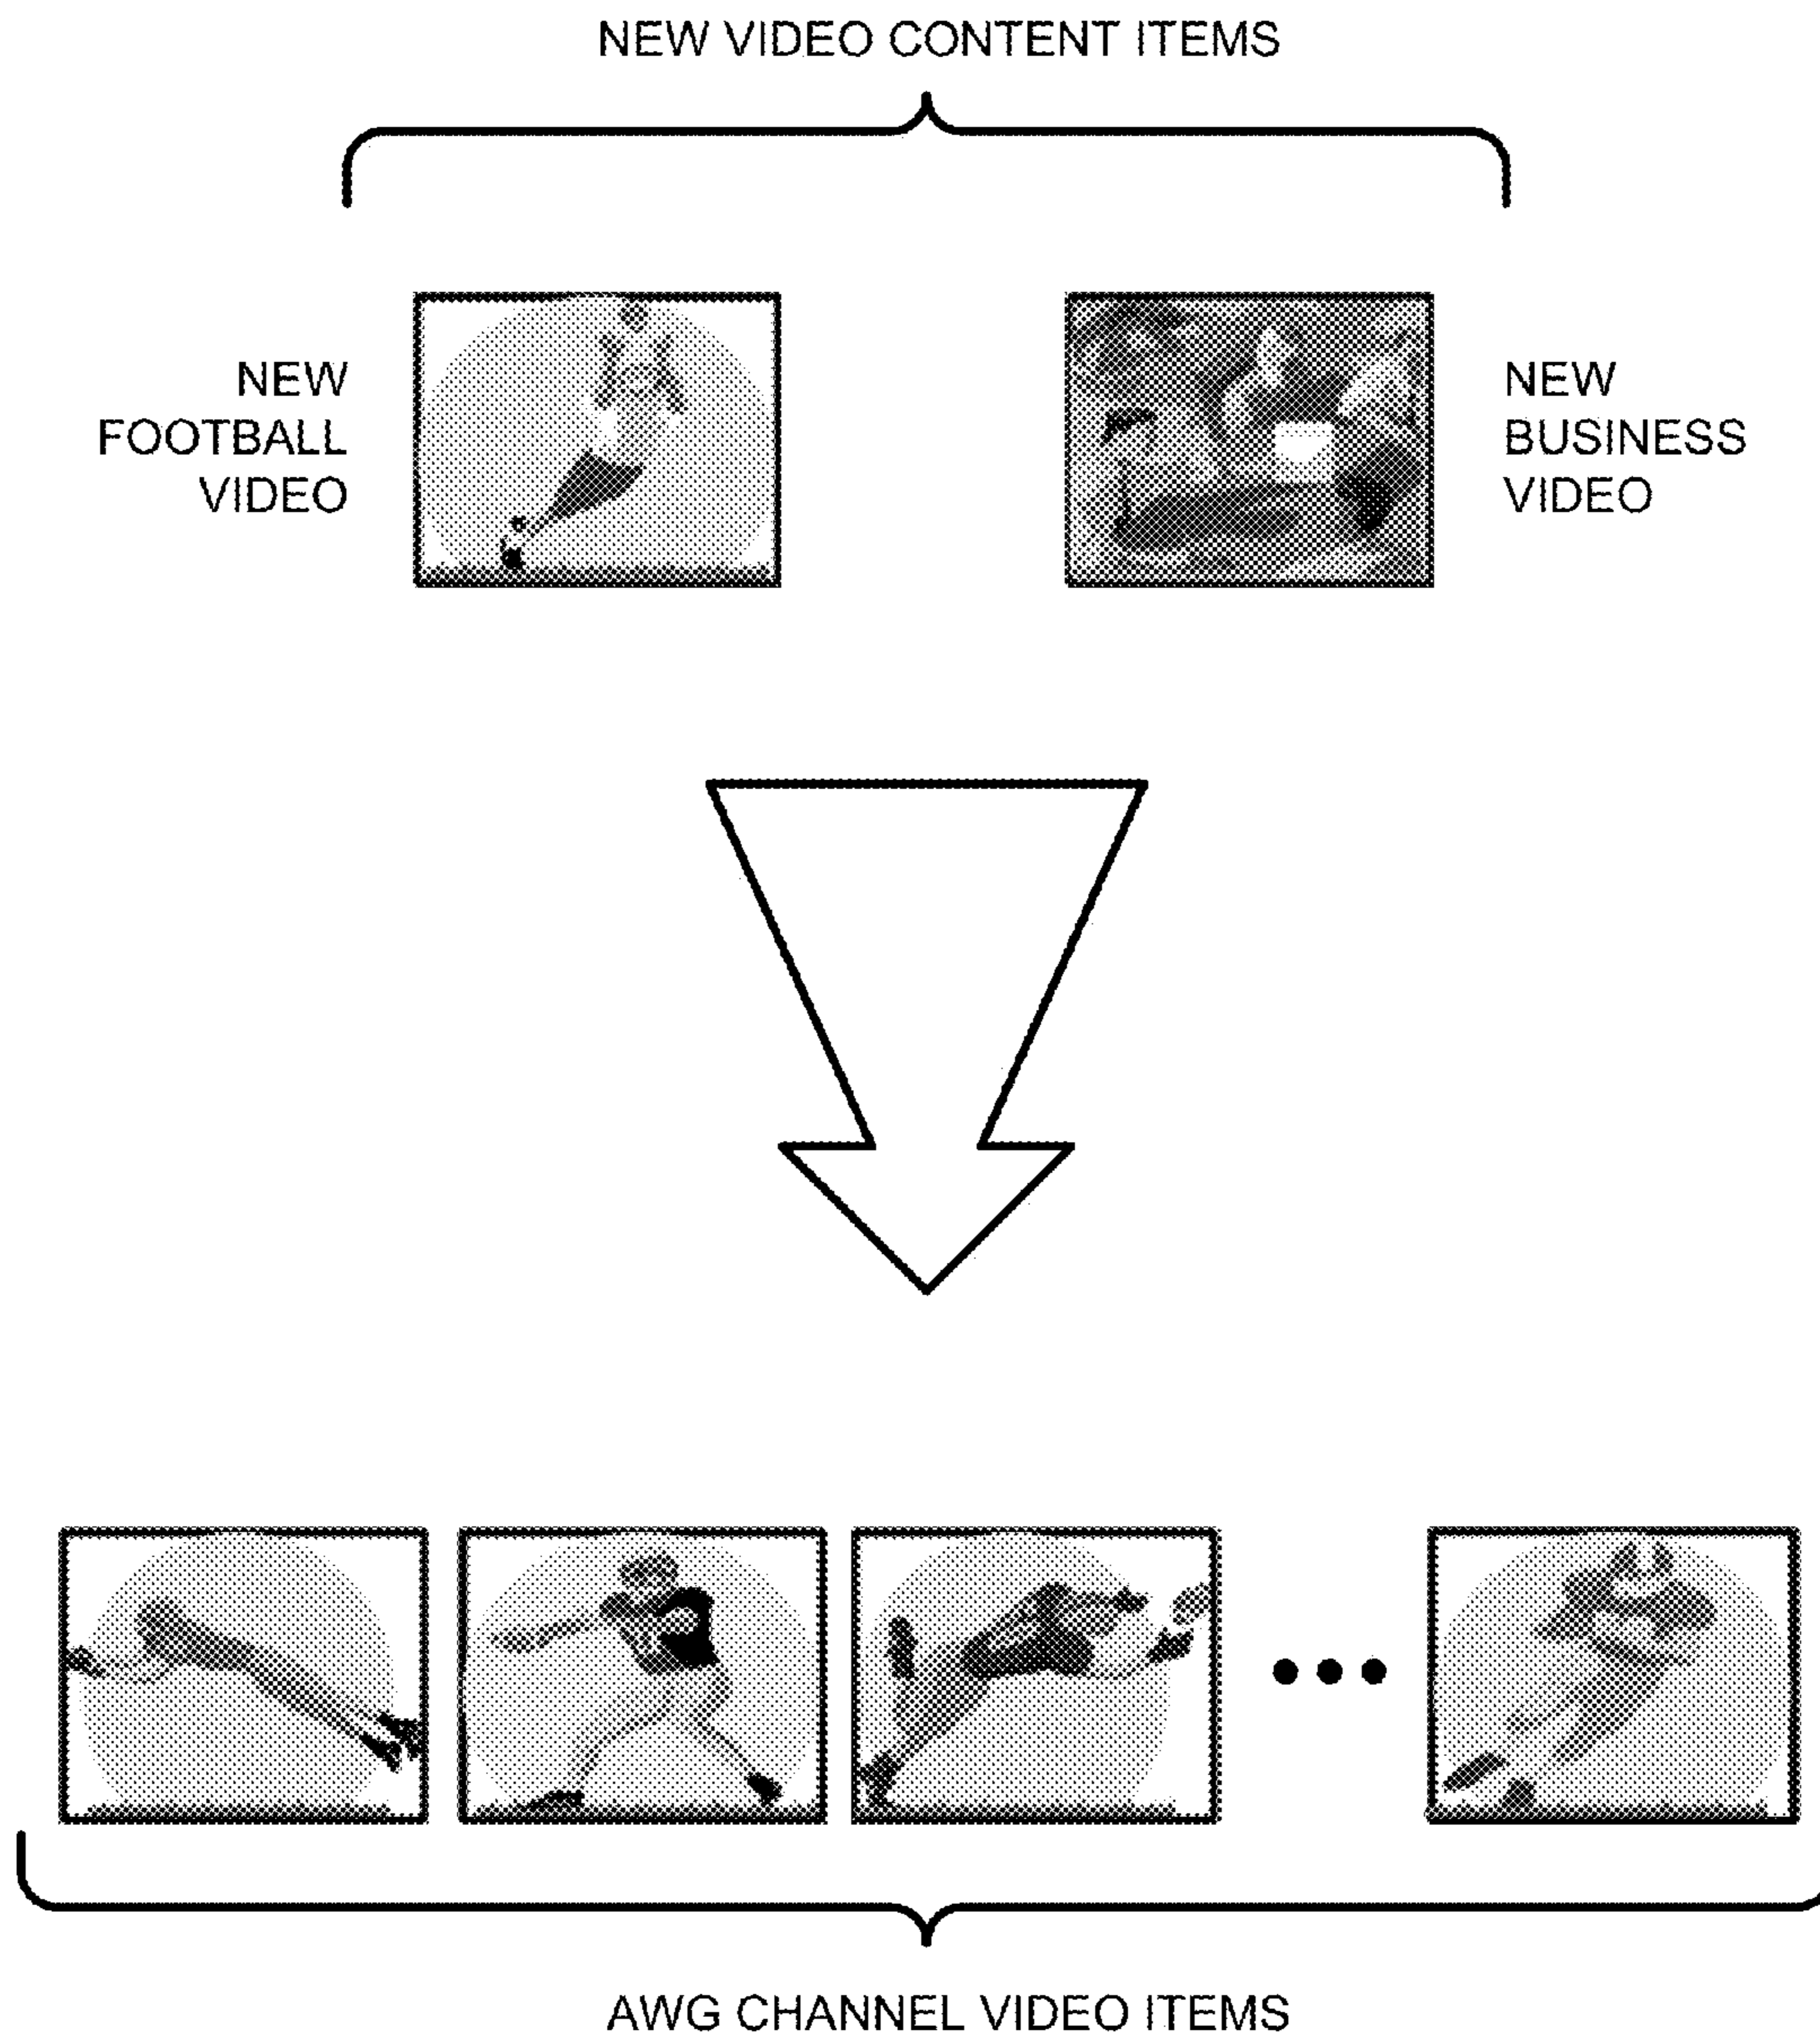 NEW VIDEO CONTENT ITEMS
NEW
FOOTBALL
VIDEO
NEW
BUSINESS
VIDEO
AWG CHANNEL VIDEO ITEMS